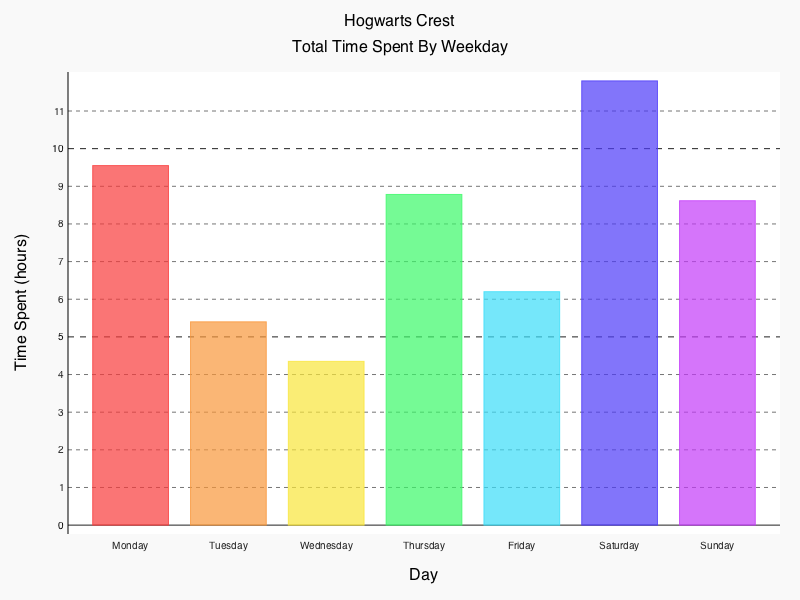 Hogwarts Crest
Total Time Spent By Weekday
Time Spent (hours)
11
10
9
8
7
6
5
4
3
2
1
0
Monday Tuesday Wednesday Thursday Friday Saturday Sunday
Day